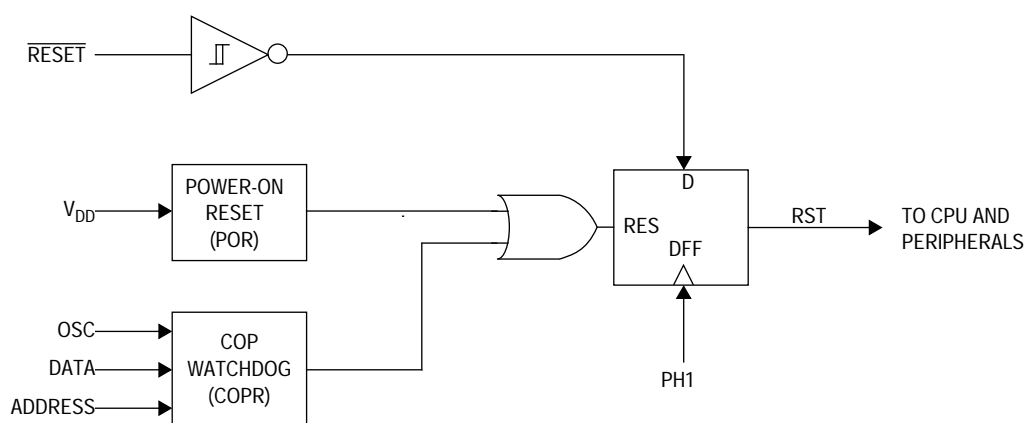 RESET
POWER-ON
RESET
(POR)
VDD
D
RES
DFF
RST
TO CPU AND
PERIPHERALS
OSC
DATA
ADDRESS
COP
WATCHDOG
(COPR)
PH1